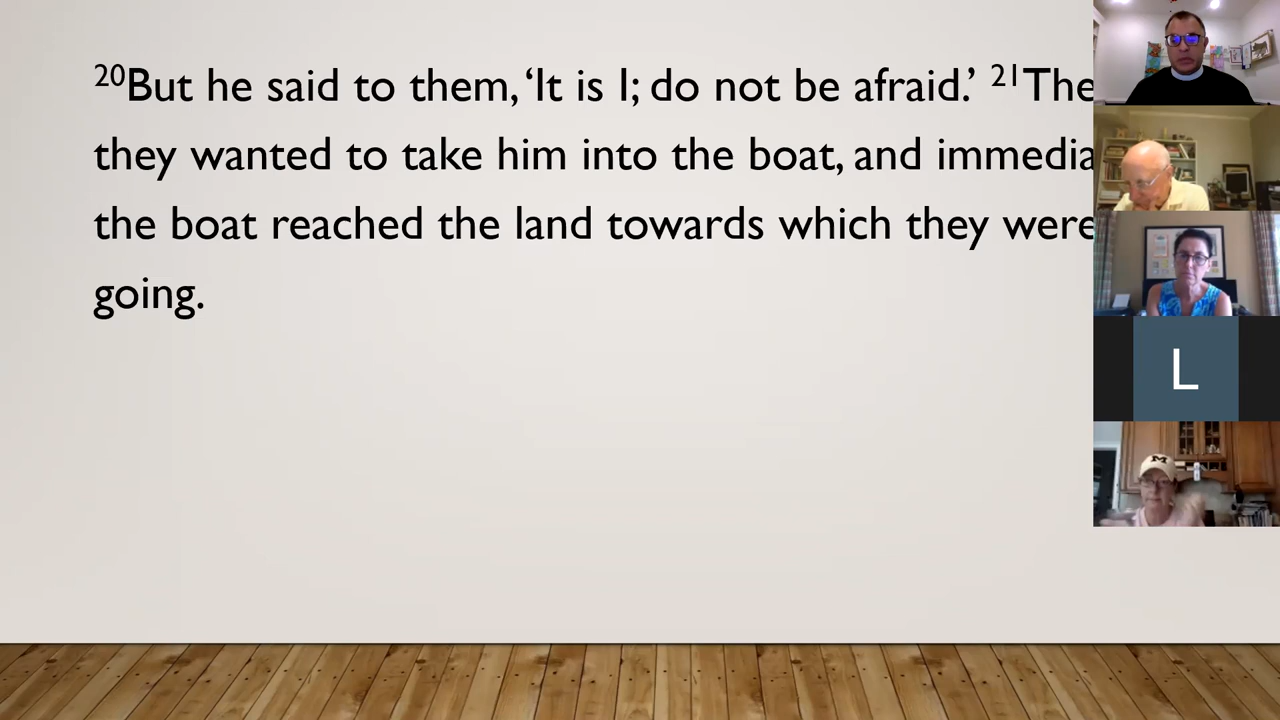 20But he said to them, ‘It is I; do not be afraid.’ 21The
they wanted to take him into the boat, and immedia
the boat reached the land towards which they were
going.
L
M